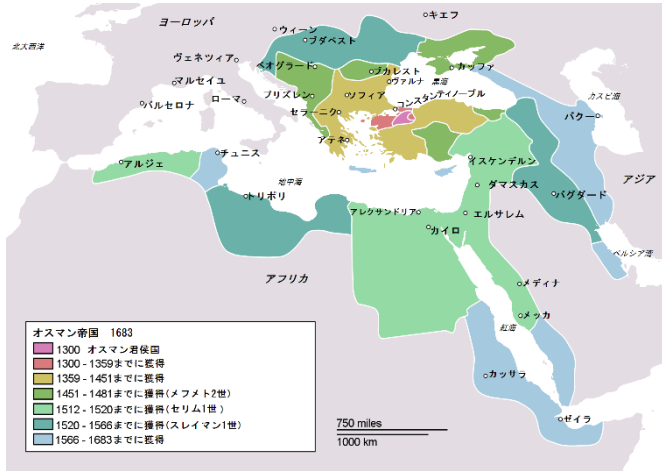 キエフ
ヨーロッパ
ウィーン
ブダペスト
北大西洋
ヴェネツィア
ベオグラード
ブカレスト
カッファ
マルセイユ
ヴァルナ
黒海
カスピ海
バルセロナ
ローマ
プリズレン
ソフィア
コンスタンティノープル
セラーニク
バクー
アテネ
アルジェ
チュニス
イスケンデルン
アジア
地中海
ダマスカス
トリポリ
バグダード
アレクサンドリア
エルサレム
カイロ
ペルシア湾
アフリカ
メディナ
メッカ
紅海
カッサラ
ゼイラ
オスマン帝国 1683
1300 オスマン君侯国
1300 - 1359までに獲得
1359 - 1451までに獲得
1451 - 1481までに獲得(メフメト2世)
1512 - 1520までに獲得(セリム1世)
1520 - 1566までに獲得(スレイマン1世)
1566 - 1683までに獲得
750 miles
1000 km